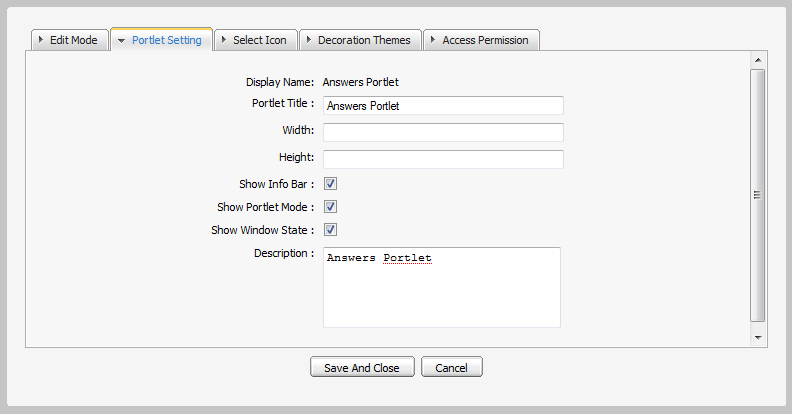 Edit Mode Portlet Setting Select Icon Decoration Themes Access Permission
Display Name: Answers Portlet
Portlet Title : Answers Portlet
Width:
Height:
Show Info Bar :
Show Portlet Mode :
Show Window State :
Description : Answers Portlet
Save And Close Cancel